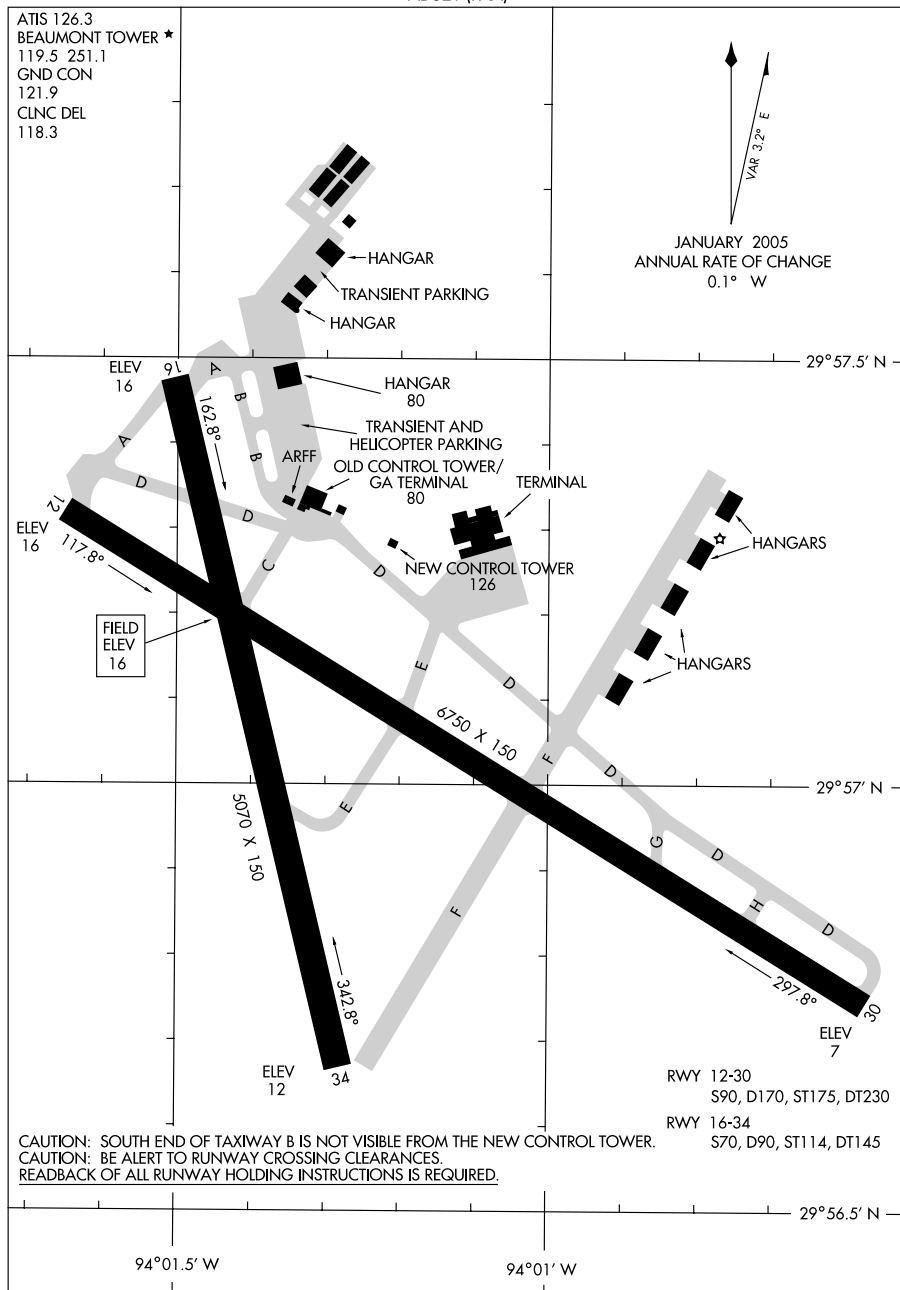 ATIS 126.3
BEAUMONT TOWER ★
119.5 251.1
GND CON
121.9
CLNC DEL
118.3
VAR 3.2° E
JANUARY 2005
ANNUAL RATE OF CHANGE
0.1° W
HANGAR
TRANSIENT PARKING
HANGAR
29°57.5' N
ELEV
16
16
A
B
HANGAR
80
162.8°
TRANSIENT AND
HELICOPTER PARKING
A
B
ARFF
OLD CONTROL TOWER/
GA TERMINAL
80
TERMINAL
D
12
D
ELEV
16
117.8°
HANGARS
C
D
NEW CONTROL TOWER
126
FIELD
ELEV
16
E
HANGARS
D
6750 X 150
F
D
29°57' N
E
5070 X 150
G
D
H
F
D
342.8°
297.8°
30
ELEV
7
ELEV
12
34
RWY 12-30
S90, D170, ST175, DT230
RWY 16-34
S70, D90, ST114, DT145
CAUTION: SOUTH END OF TAXIWAY B IS NOT VISIBLE FROM THE NEW CONTROL TOWER.
CAUTION: BE ALERT TO RUNWAY CROSSING CLEARANCES.
READBACK OF ALL RUNWAY HOLDING INSTRUCTIONS IS REQUIRED.
29°56.5' N
94°01.5' W
94°01' W